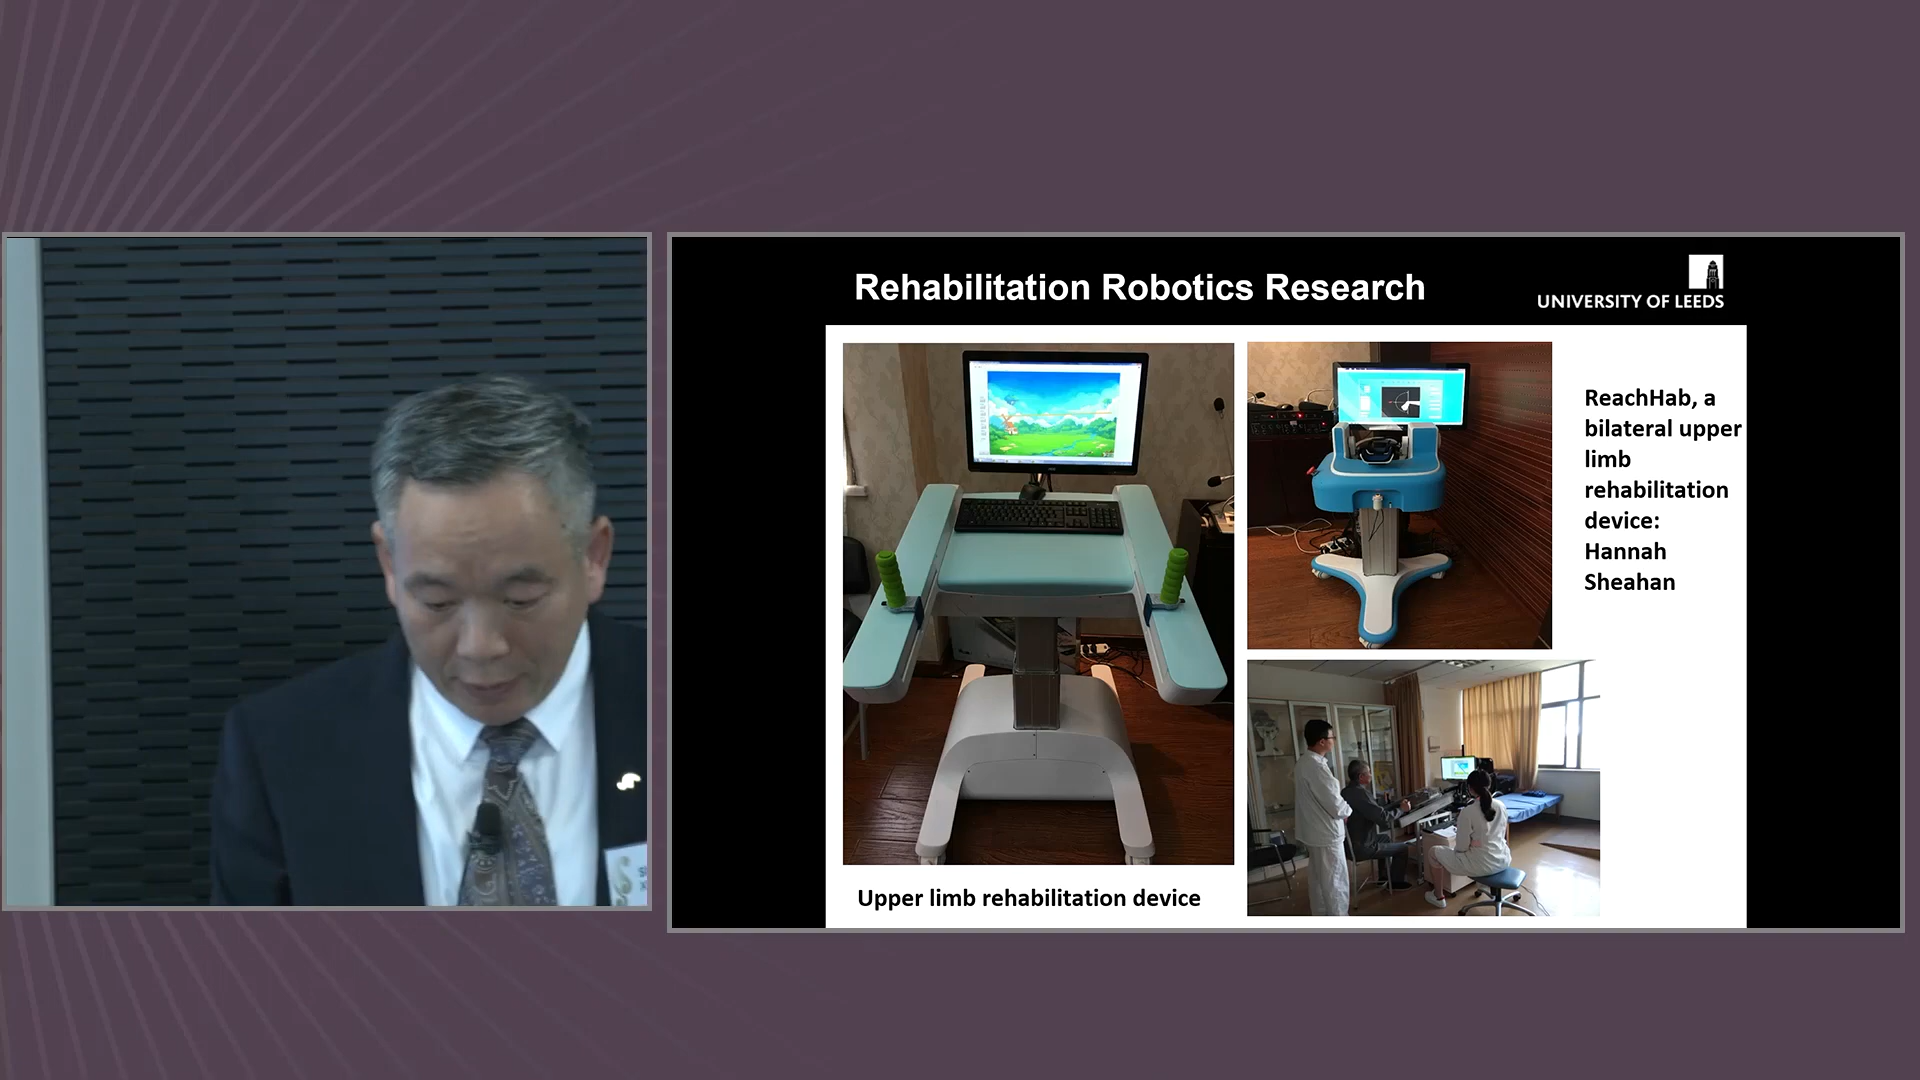 Rehabilitation Robotics Research
UNIVERSITY OF LEEDS
ReachHab, a
bilateral upper
limb
rehabilitation
device:
Hannah
Sheahan
Upper limb rehabilitation device